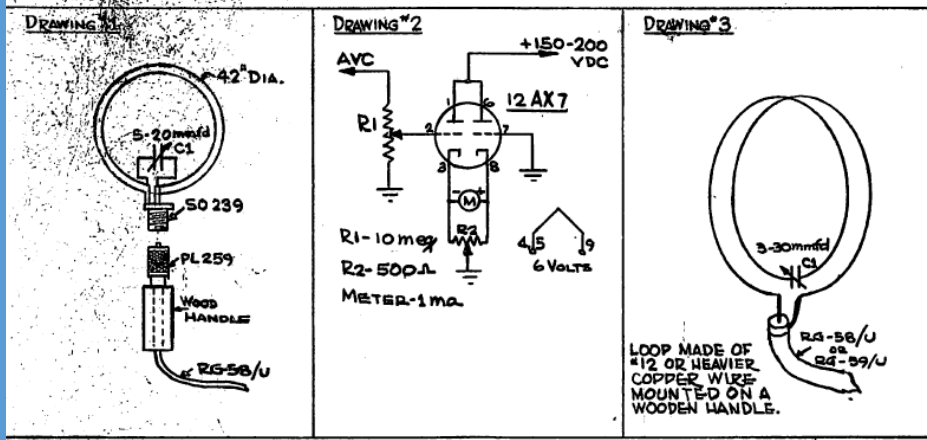 DRAWING #1
42" DIA.
5-20mmfd
C1
SO 239
PL 259
WOOD
HANDLE
RG-58/U
DRAWING #2
+150-200
VDC
AVC
12 AX7
1
6
R1
2
7
3
8
- +
M
R2
R1-10 meg
R2-500Ω
METER-1ma
4 5 9
6 VOLTS
DRAWING #3
3-30mmfd
C1
RG-58/U
OR
RG-59/U
LOOP MADE OF
#12 OR HEAVIER
COPPER WIRE
MOUNTED ON A
WOODEN HANDLE.